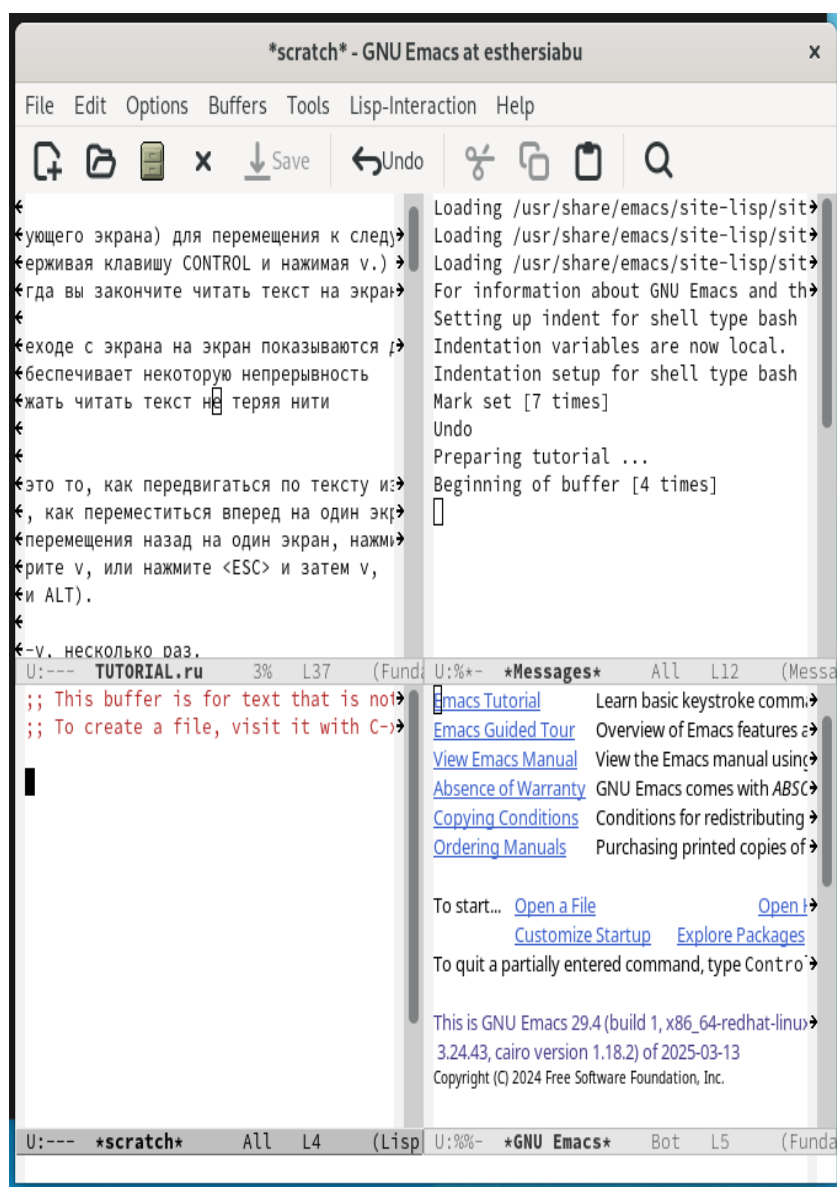 *scratch* - GNU Emacs at esthersiabu
File Edit Options Buffers Tools Lisp-Interaction Help
Save Undo
ующего экрана) для перемещения к следу
ерживая клавишу CONTROL и нажимая v.)
гда вы закончите читать текст на экран
еходе с экрана на экран показываются д
беспечивает некоторую непрерывность
жать читать текст не теряя нити
это то, как передвигаться по тексту из
, как переместиться вперед на один экр
перемещения назад на один экран, нажми
рите v, или нажмите <ESC> и затем v,
и ALT).
-v, несколько раз.
U:--- TUTORIAL.ru 3% L37 (Funda
Loading /usr/share/emacs/site-lisp/sit
Loading /usr/share/emacs/site-lisp/sit
Loading /usr/share/emacs/site-lisp/sit
For information about GNU Emacs and th
Setting up indent for shell type bash
Indentation variables are now local.
Indentation setup for shell type bash
Mark set [7 times]
Undo
Preparing tutorial ...
Beginning of buffer [4 times]
U:%*- *Messages* All L12 (Messa
;; This buffer is for text that is not
;; To create a file, visit it with C-x
U:--- *scratch* All L4 (Lisp
Emacs Tutorial Learn basic keystroke comm
Emacs Guided Tour Overview of Emacs features a
View Emacs Manual View the Emacs manual using
Absence of Warranty GNU Emacs comes with ABSO
Copying Conditions Conditions for redistributing
Ordering Manuals Purchasing printed copies of
To start... Open a File Open H
Customize Startup Explore Packages
To quit a partially entered command, type Contro
This is GNU Emacs 29.4 (build 1, x86_64-redhat-linux
3.24.43, cairo version 1.18.2) of 2025-03-13
Copyright (C) 2024 Free Software Foundation, Inc.
U:%%- *GNU Emacs* Bot L5 (Funda